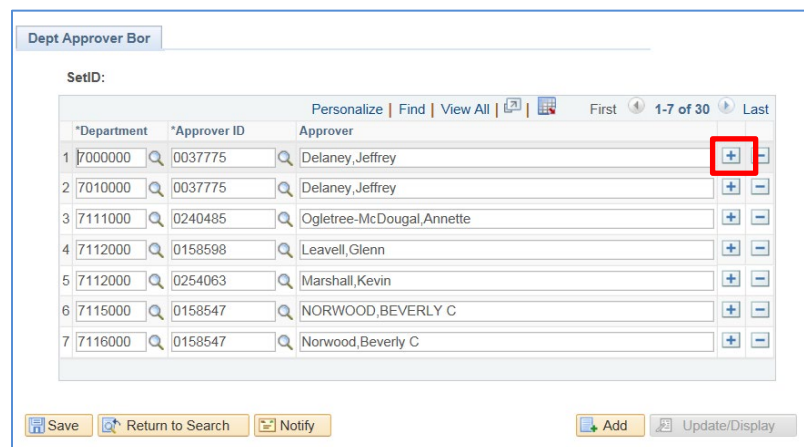 Dept Approver Bor
SetID:
Personalize | Find | View All | | First 1-7 of 30 Last
*Department *Approver ID Approver
1 7000000 0037775 Delaney,Jeffrey
2 7010000 0037775 Delaney,Jeffrey
3 7111000 0240485 Ogletree-McDougal,Annette
4 7112000 0158598 Leavell,Glenn
5 7112000 0254063 Marshall,Kevin
6 7115000 0158547 NORWOOD,BEVERLY C
7 7116000 0158547 Norwood,Beverly C
Save Return to Search Notify Add Update/Display